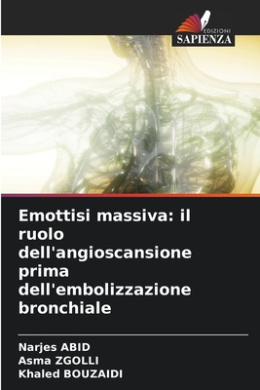 EDIZIONI
SAPIENZA
Emottisi massiva: il
ruolo
dell'angioscansione
prima
dell'embolizzazione
bronchiale
Narjes ABID
Asma ZGOLLI
Khaled BOUZAIDI